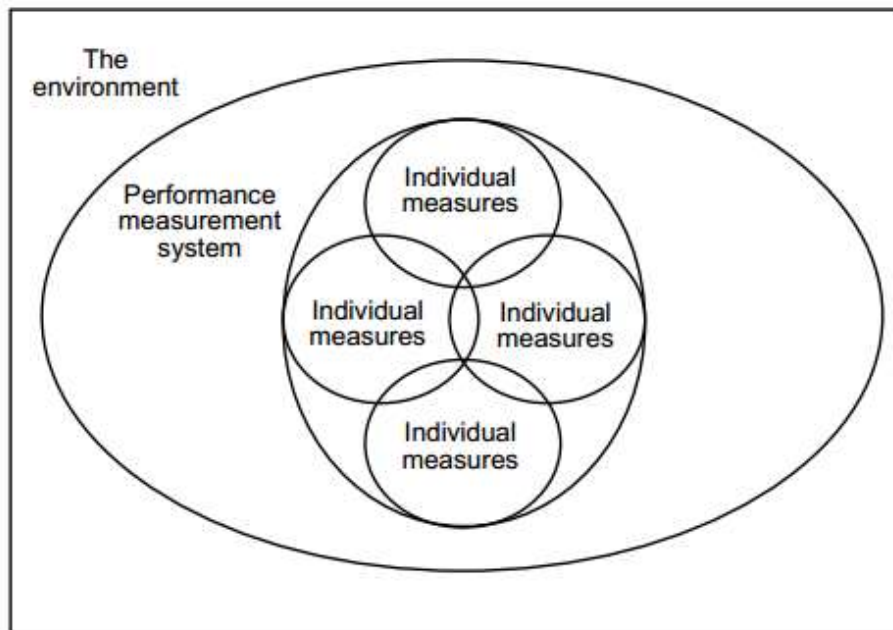 The
environment
Performance
measurement
system
Individual
measures
Individual
measures
Individual
measures
Individual
measures